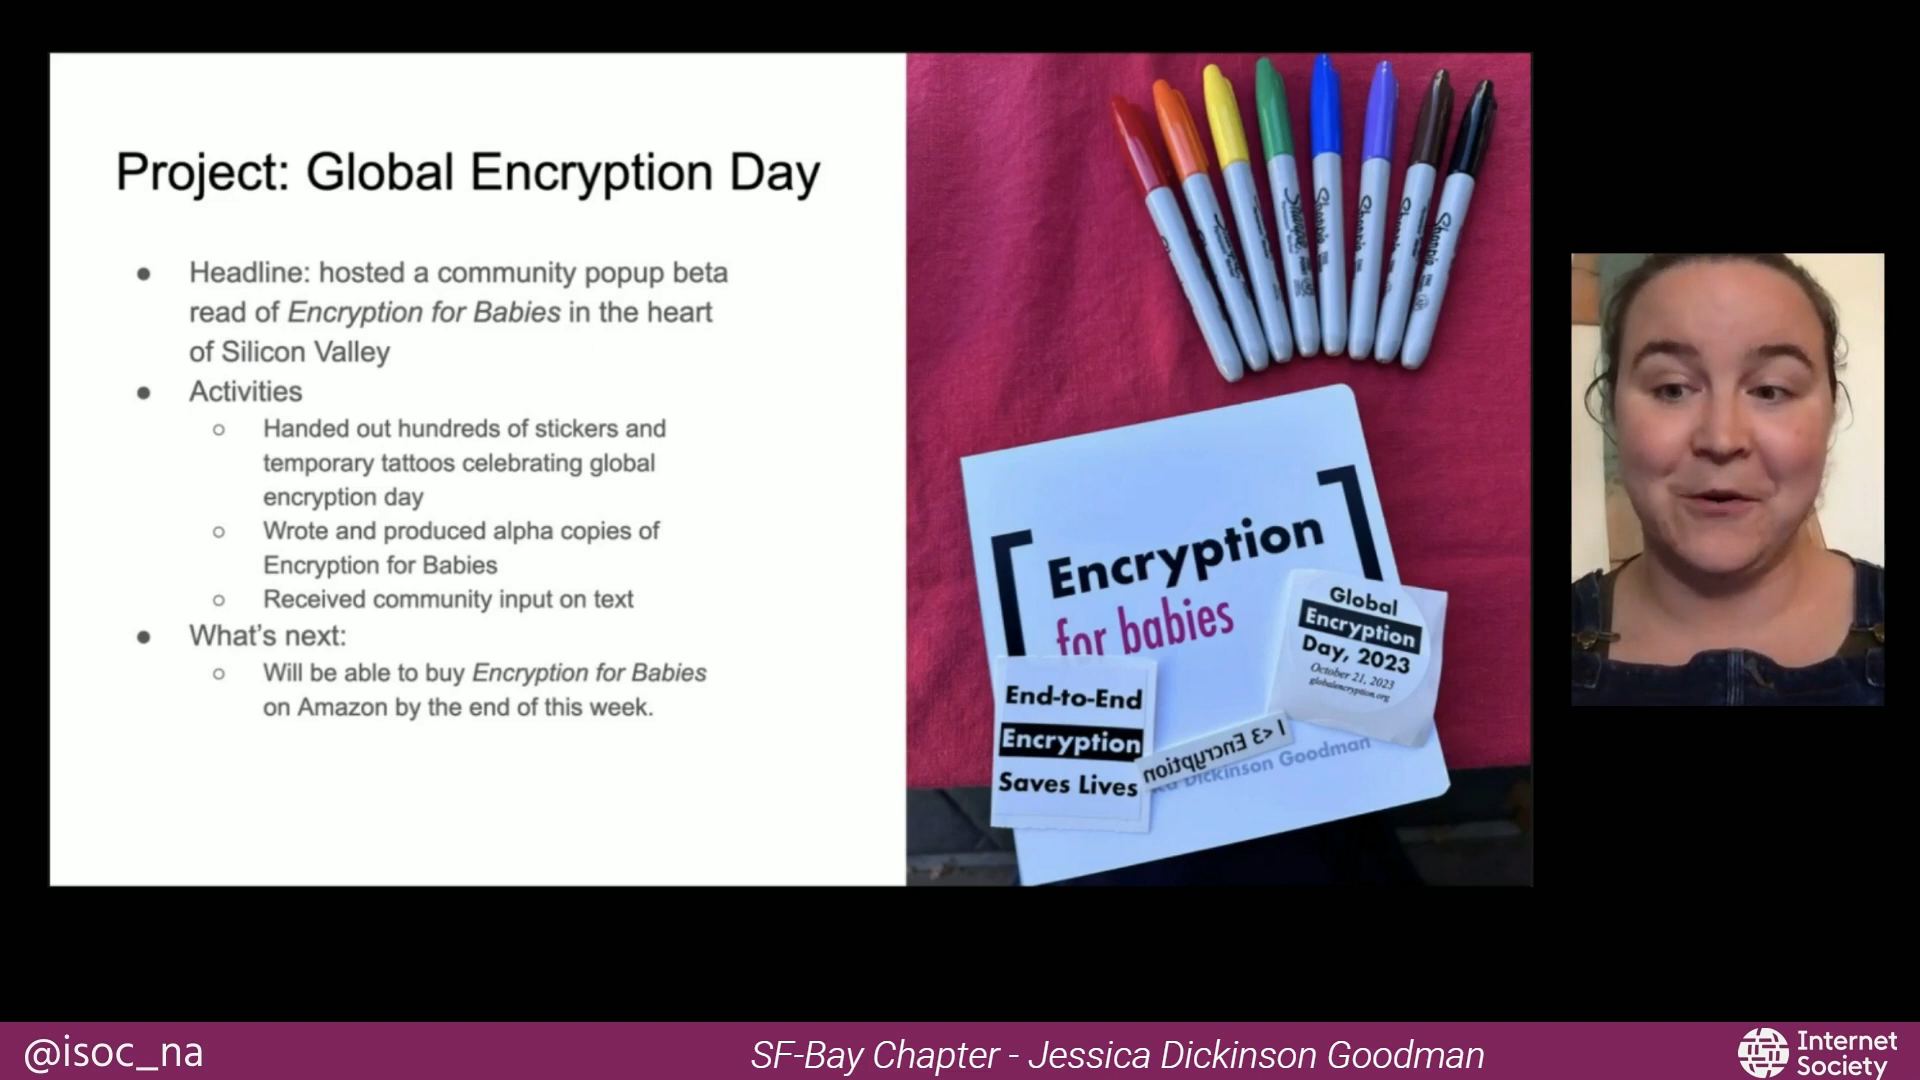 Project: Global Encryption Day
● Headline: hosted a community popup beta
read of Encryption for Babies in the heart
of Silicon Valley
● Activities
○ Handed out hundreds of stickers and
temporary tattoos celebrating global
encryption day
○ Wrote and produced alpha copies of
Encryption for Babies
○ Received community input on text
● What's next:
○ Will be able to buy Encryption for Babies
on Amazon by the end of this week.
Sharpie
Sharpie
Sharpie
Sharpie
Sharpie
[Encryption]
for babies
Global
Encryption
Day, 2023
October 21, 2023
globalencryption.org
End-to-End
Encryption
Saves Lives
I <3 Encryption
Dickinson Goodman
@isoc_na
SF-Bay Chapter - Jessica Dickinson Goodman
Internet
Society